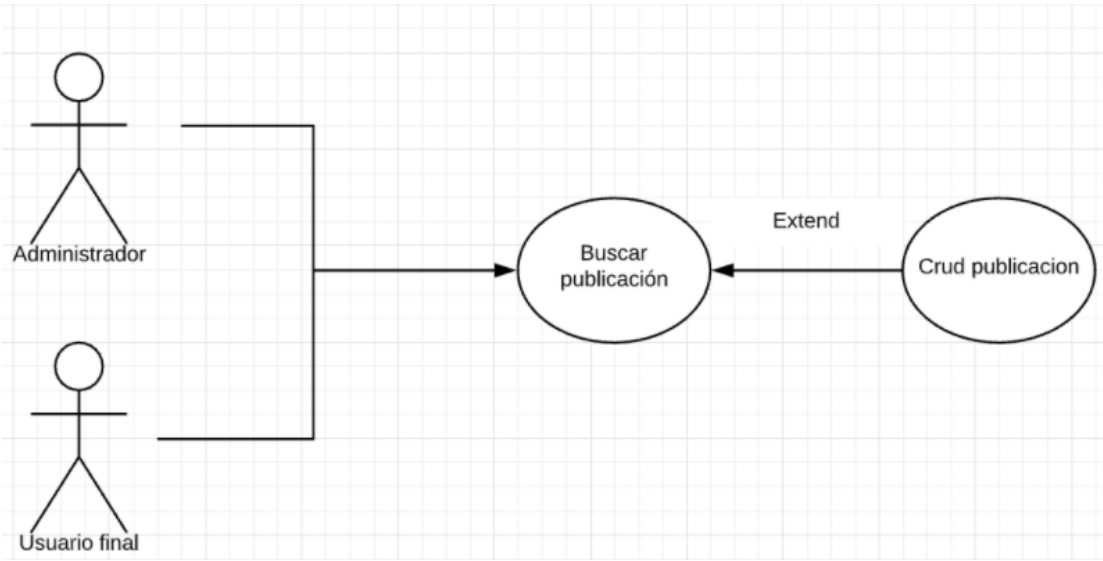 Administrador
Usuario final
Buscar
publicación
Extend
Crud publicacion